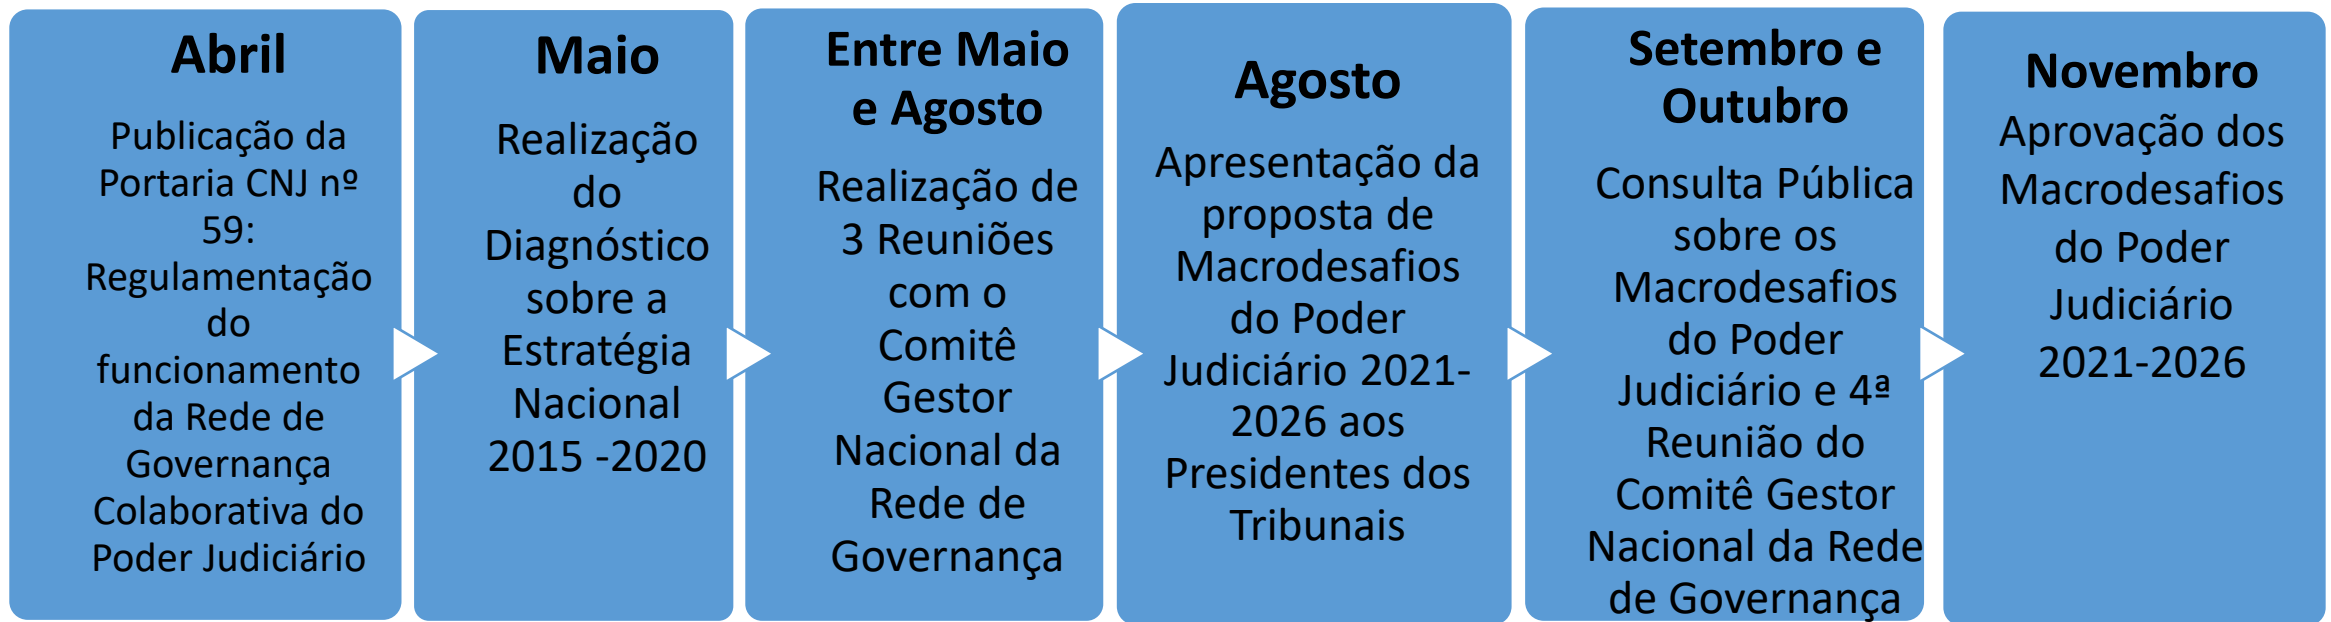 Abril
Publicação da
Portaria CNJ nº
59:
Regulamentação
do
funcionamento
da Rede de
Governança
Colaborativa do
Poder Judiciário
Maio
Realização
do
Diagnóstico
sobre a
Estratégia
Nacional
2015 -2020
Entre Maio
e Agosto
Realização de
3 Reuniões
com o
Comitê
Gestor
Nacional da
Rede de
Governança
Agosto
Apresentação da
proposta de
Macrodesafios
do Poder
Judiciário 2021-
2026 aos
Presidentes dos
Tribunais
Setembro e
Outubro
Consulta Pública
sobre os
Macrodesafios
do Poder
Judiciário e 4ª
Reunião do
Comitê Gestor
Nacional da Rede
de Governança
Novembro
Aprovação dos
Macrodesafios
do Poder
Judiciário
2021-2026